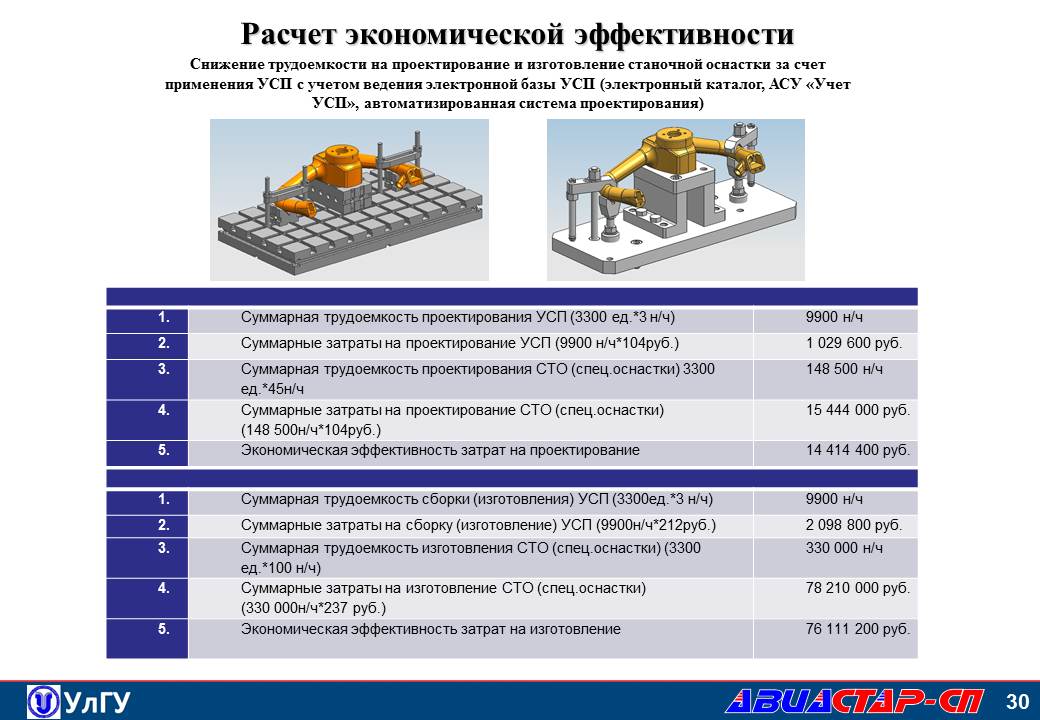 Расчет экономической эффективности
Снижение трудоемкости на проектирование и изготовление станочной оснастки за счет
применения УСП с учетом ведения электронной базы УСП (электронный каталог, АСУ «Учет
УСП», автоматизированная система проектирования)
1. Суммарная трудоемкость проектирования УСП (3300 ед.*3 н/ч) 9900 н/ч
2. Суммарные затраты на проектирование УСП (9900 н/ч*104руб.) 1 029 600 руб.
3. Суммарная трудоемкость проектирования СТО (спец.оснастки) 3300 148 500 н/ч
ед.*45н/ч
4. Суммарные затраты на проектирование СТО (спец.оснастки) 15 444 000 руб.
(148 500н/ч*104руб.)
5. Экономическая эффективность затрат на проектирование 14 414 400 руб.
1. Суммарная трудоемкость сборки (изготовления) УСП (3300ед.*3 н/ч) 9900 н/ч
2. Суммарные затраты на сборку (изготовление) УСП (9900н/ч*212руб.) 2 098 800 руб.
3. Суммарная трудоемкость изготовления СТО (спец.оснастки) (3300 330 000 н/ч
ед.*100 н/ч)
4. Суммарные затраты на изготовление СТО (спец.оснастки) 78 210 000 руб.
(330 000н/ч*237 руб.)
5. Экономическая эффективность затрат на изготовление 76 111 200 руб.
УлГУ АВИАСТАР-СП 30